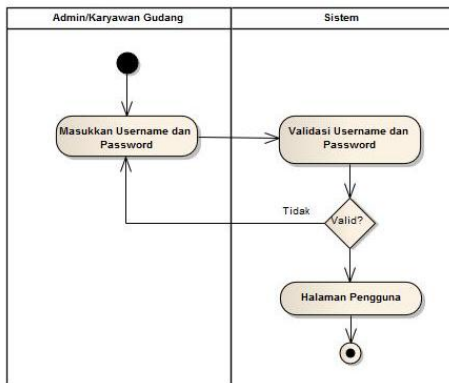 Admin/Karyawan Gudang
Sistem
Masukkan Username dan
Password
Validasi Username dan
Password
Tidak
Valid?
Halaman Pengguna